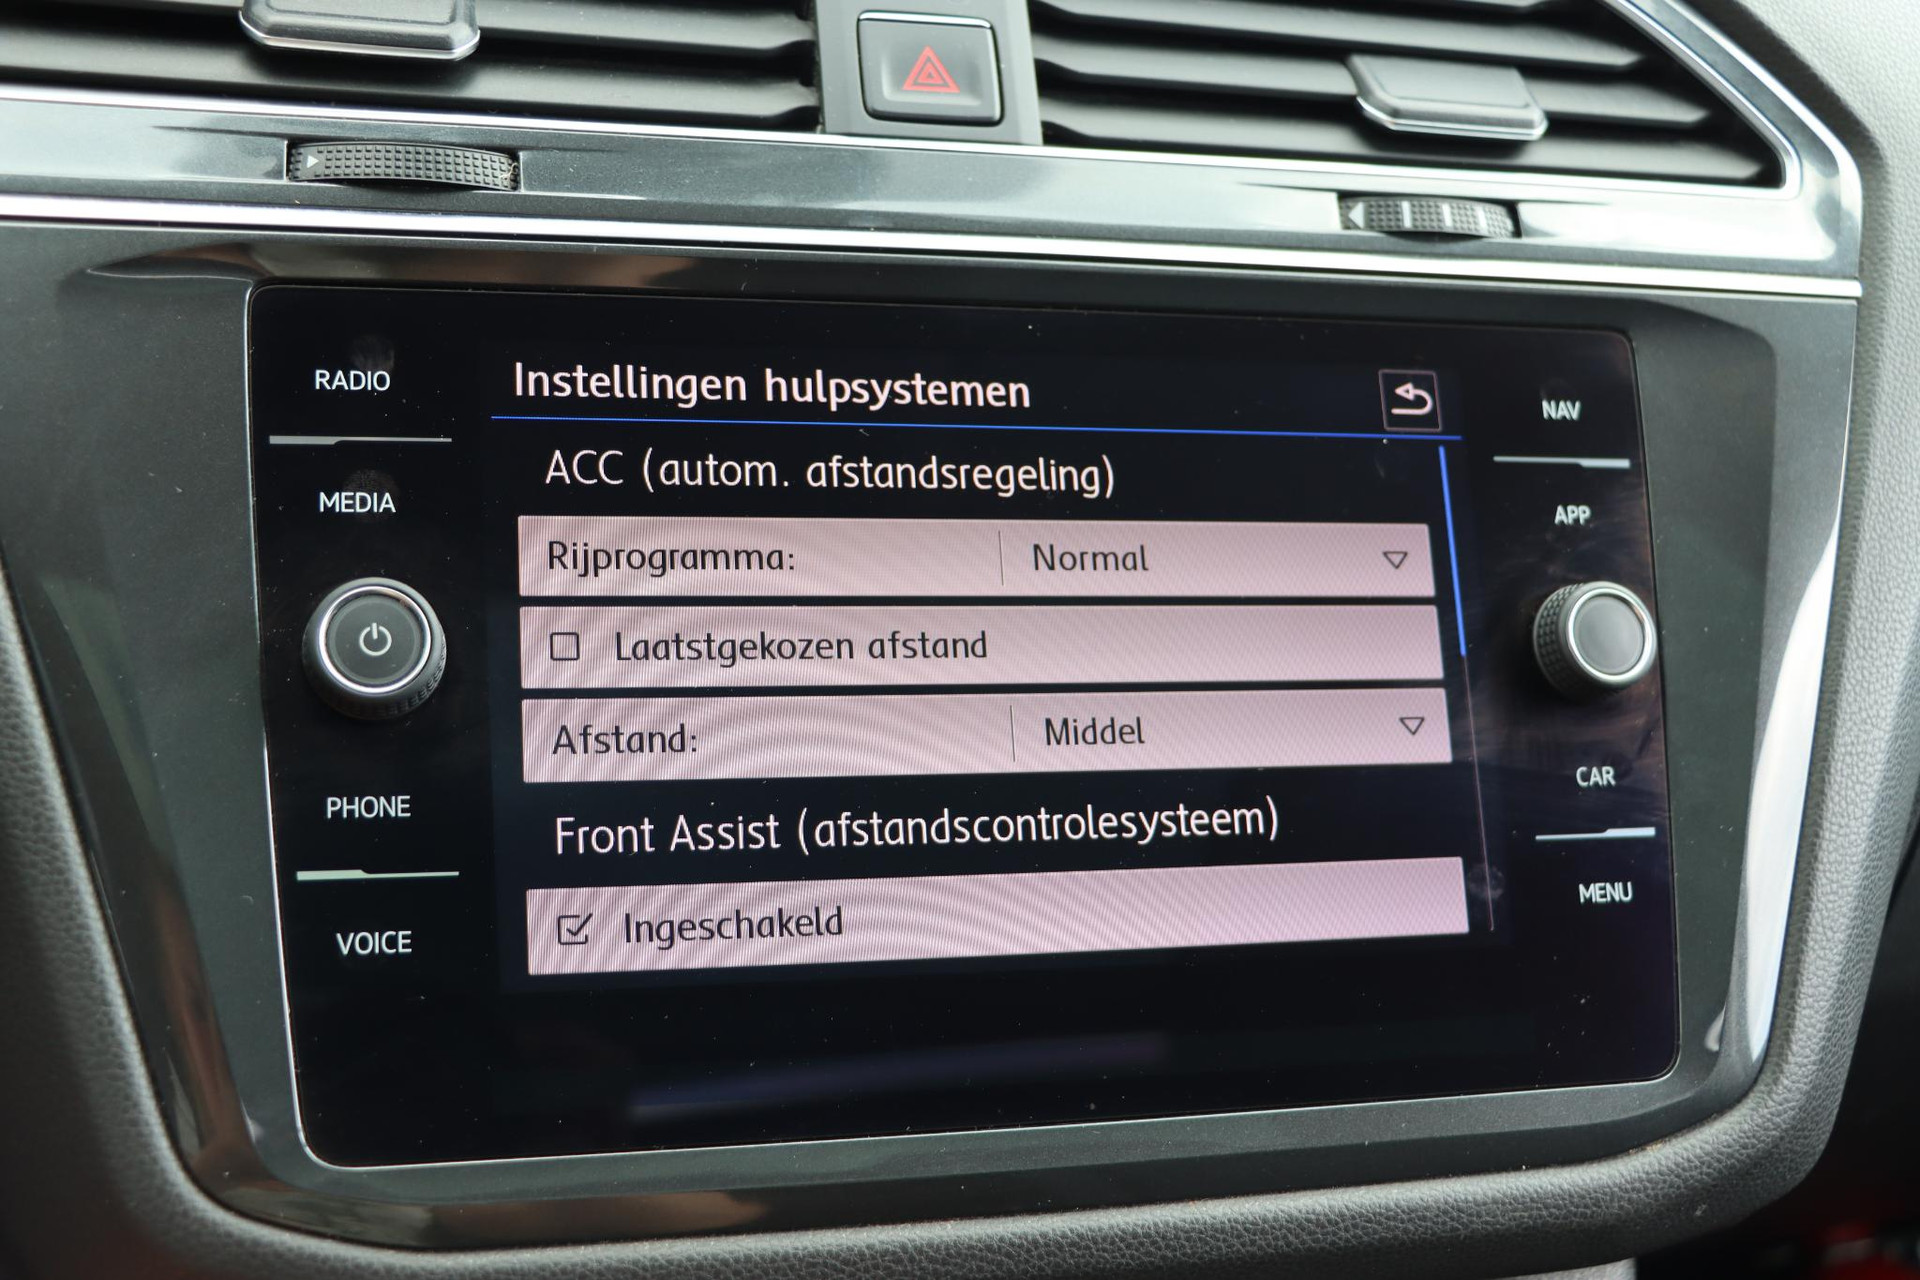 RADIO
MEDIA
PHONE
VOICE
Instellingen hulpsystemen
ACC (autom. afstandsregeling)
Rijprogramma: Normal
Laatstgekozen afstand
Afstand: Middel
Front Assist (afstandscontrolesysteem)
Ingeschakeld
NAV
APP
CAR
MENU